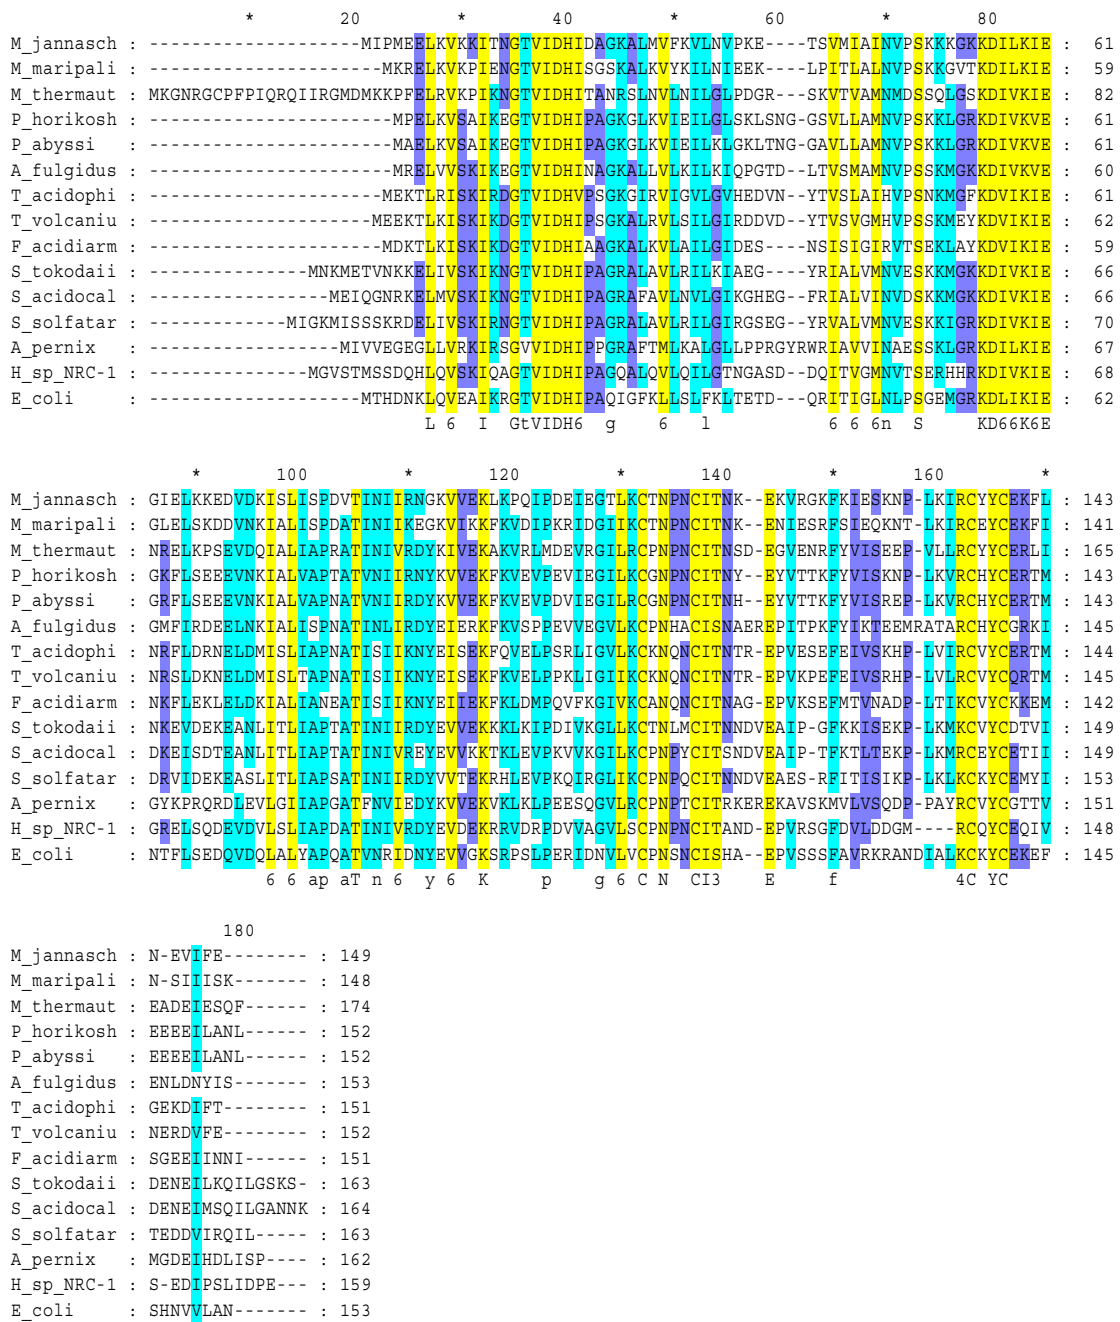 *        20         *        40         *        60         *        80
M_jannasch : --------------------MIPMEELKVKKITNGTVIDHIDAGKALMVFKVLNVPKE----TSVMIAINVPSKKKGKKDILKIE :  61
M_maripali : ----------------------MKRELKVKPIENGTVIDHISGSKALKVYKILNIEEK----LPITLALNVPSKKGVTKDILKIE :  59
M_thermaut : MKGNRGCPFPIQRQIIRGMDMKKPFELRVKPIKNGTVIDHITANRSLNVLNILGLPDGR---SKVTVAMNMDSSQLGSKDILKIE :  82
P_horikosh : -----------------------MPELKVSAIKEGTVIDHIPAGKGLKVIEILGLSKLSNG-GSVLLAMNVPSKKLGRKDIVKVE :  61
P_abyssi   : -----------------------MAELKVSAIKEGTVIDHIPAGKGLKVIEILKLGKLTNG-GAVLLAMNVPSKKLGRKDIVKVE :  61
A_fulgidus : -----------------------MRELVVSKIKEGTVIDHINAGKALLVLKILKIQPGTD--LTVSMAMNVPSSKMGKKDIVKIE :  60
T_acidophi : ----------------------MEKTLRISKIRDGTVIDHVPSGKGIRVIGVLGVHEDVN--YTVSLAIHVPSNKMGFKDVIKIE :  61
T_volcaniu : ---------------------MEEKTLKISKIKDGTVIDHIPSGKALRVLSILGIRDDVD--YTVSVGMHVPSSKMEYKDVIKIE :  62
F_acidiarm : ----------------------MDKTLKISKIKDGTVIDHIAAGKALKVLAILGIDES----NSISIGIRVTSEKLAYKDVIKIE :  59
S_tokodaii : ---------------MNKMETVNKKELIVSKIKNGTVIDHIPAGRALAVLRILKIAEG----YRIALVMNVESKKMGKKDIVKIE :  66
S_acidocal : -----------------MEIQGNRKELMVSKIKNGTVIDHIPAGRAFAVLNVLGIKGHEG--FRIALVINVDSKKMGKKDIVKIE :  66
S_solfatar : -------------MIGKMISSSKRDELIVSKIRNGTVIDHIPAGRALAVLRILGIRGSEG--YRVALVMNVESKKIGRKDIVKIE :  70
A_pernix   : ------------------MIVVEGEGLLVRKIRSGVVIDHIPPGRAFTMLKALGLLPPRGYRWRIAVVINAESSKLGRKDILKIE :  67
H_sp_NRC-1 : ---------------MGVSTMSSDQHLQVSKIQAGTVIDHIPAGQALQVLQILGTNGASD--DQITVGMNVTSERHHRKDIVKIE :  68
E_coli     : ---------------------MTHDNKLQVEAIKRGTVIDHIPAQIGFKLLSLFKLTETD--QRITIGLNLPSGEMGRKDLIKIE :  62
                                          L 6  I  GtVIDH6  g    6   l            6 6 6n  S     KD66K6E

                  *       100         *       120         *       140         *       160         *
M_jannasch : GIELKKEDVDKISLISPDVTINIIRNGKVVEKLKPQIPDEIEGTLKCTNPNCITNK--EKVRGKFKIESKNP-LKIRCYYCEKFL : 143
M_maripali : GLELSKDDVNKIALISPDATINIIKEGKVIKKFKVDIPKRIDGIIKCTNPNCITNK--ENIESRFSIEQKNT-LKIRCEYCEKFI : 141
M_thermaut : NRELKPSEVDQIALIAPRATINIVRDYKIVEKAKVRLMDEVRGILRCPNPNCITNSD-EGVENRFYVISEEP-VLLRCYYCERLI : 165
P_horikosh : GKFLSEEEVNKIALVAPTATVNIIRNYKVVEKFKVEVPEVIEGILKCGNPNCITNY--EYVTTKFYVISKNP-LKVRCHYCERTM : 143
P_abyssi   : GRFLSEEEVNKIALVAPNATVNIIRDYKVVEKFKVEVPDVIEGILRCGNPNCITNH--EYVTTKFYVISREP-LKVRCHYCERTM : 143
A_fulgidus : GMFIRDEELNKIALISPNATINLIRDYEIERKFKVSPPEVVEGVLKCPNHACISNAEREPITPKFYIKTEEMRATARCHYCGRKI : 145
T_acidophi : NRFLDRNELDMISLIAPNATISIIKNYEISEKFQVELPSRLIGVLKCKNQNCITNTR-EPVESEFEIVSKHP-LVIRCYYCERTM : 144
T_volcaniu : NRSLDKNELDMISLTAPNATISIIKNYEISEKFKVELPPKLIGIIKCKNQNCITNTR-EPVKPEFEIVSRHP-LVLRCYYCQRTM : 145
F_acidiarm : NKFLEKLELDKIALIANEATISIIKNYEIIEKFKLDMPQVFKGIVKCANQNCITNAG-EPVKSEFMTVNADP-LTIKCYYCKKEM : 142
S_tokodaii : NKEVDEKEANLITLIAPTATINIIRDYEVVEKKKLKIPDIVKGLLKCTNLMCITNNDVEAIP-GFKKISEKP-LKMKCVYCDTVI : 149
S_acidocal : DKEISDTEANLITLIAPTATINIVREYEVVKKTKLEVPKVVKGILKCPNPYCITSNDVEAIP-TFKTLTEKP-LKMRCEYCETII : 149
S_solfatar : DRVIDEKEASLITLIAPSATINIIRDYVVTEKRHLEVPKQIRGLIKCPNPQCITNNDVEAES-RFITISIKP-LKLKCKYCEMYI : 153
A_pernix   : GYKPRQRDLEVLGIIAPGATFNVIEDYKVVEKVKLKLPEESQGVLRCPNPTCITRKEREKAVSKMVLVSQDP-PAYRCVYCGTTV : 151
H_sp_NRC-1 : GRELSQDEVDVLSLIAPDATINIVRDYEVDEKRRVDRPDVVAGVLSCPNPNCITAND-EPVRSGFDVLDDGM----RCQYCEQIV : 148
E_coli     : NTFLSEDQVDQLALYAPQATVNRIDNYEVVGKSRPSLPERIDNVLVCPNSNCISHA--EPVSSSFAVRKRANDIALKCKYCEKEF : 145
                        6 6 ap aT n 6 y 6  K     p    g6 C N  CI3    E     f           4C YC

                     180
M_jannasch : N-EVIFE-------- : 149
M_maripali : N-SIIISK------- : 148
M_thermaut : EADEIESQF------ : 174
P_horikosh : EEEEILANL------ : 152
P_abyssi   : EEEEILANL------ : 152
A_fulgidus : ENLDNYIS------- : 153
T_acidophi : GEKDIFT-------- : 151
T_volcaniu : NERDVFE-------- : 152
F_acidiarm : SGEEIINNI------ : 151
S_tokodaii : DENEILKQILGSKS- : 163
S_acidocal : DENEIMSQILGANNK : 164
S_solfatar : TEDDVIRQIL----- : 163
A_pernix   : MGDEIHDLISP---- : 162
H_sp_NRC-1 : S-EDIPSLIDPE--- : 159
E_coli     : SHNVVLAN------- : 153